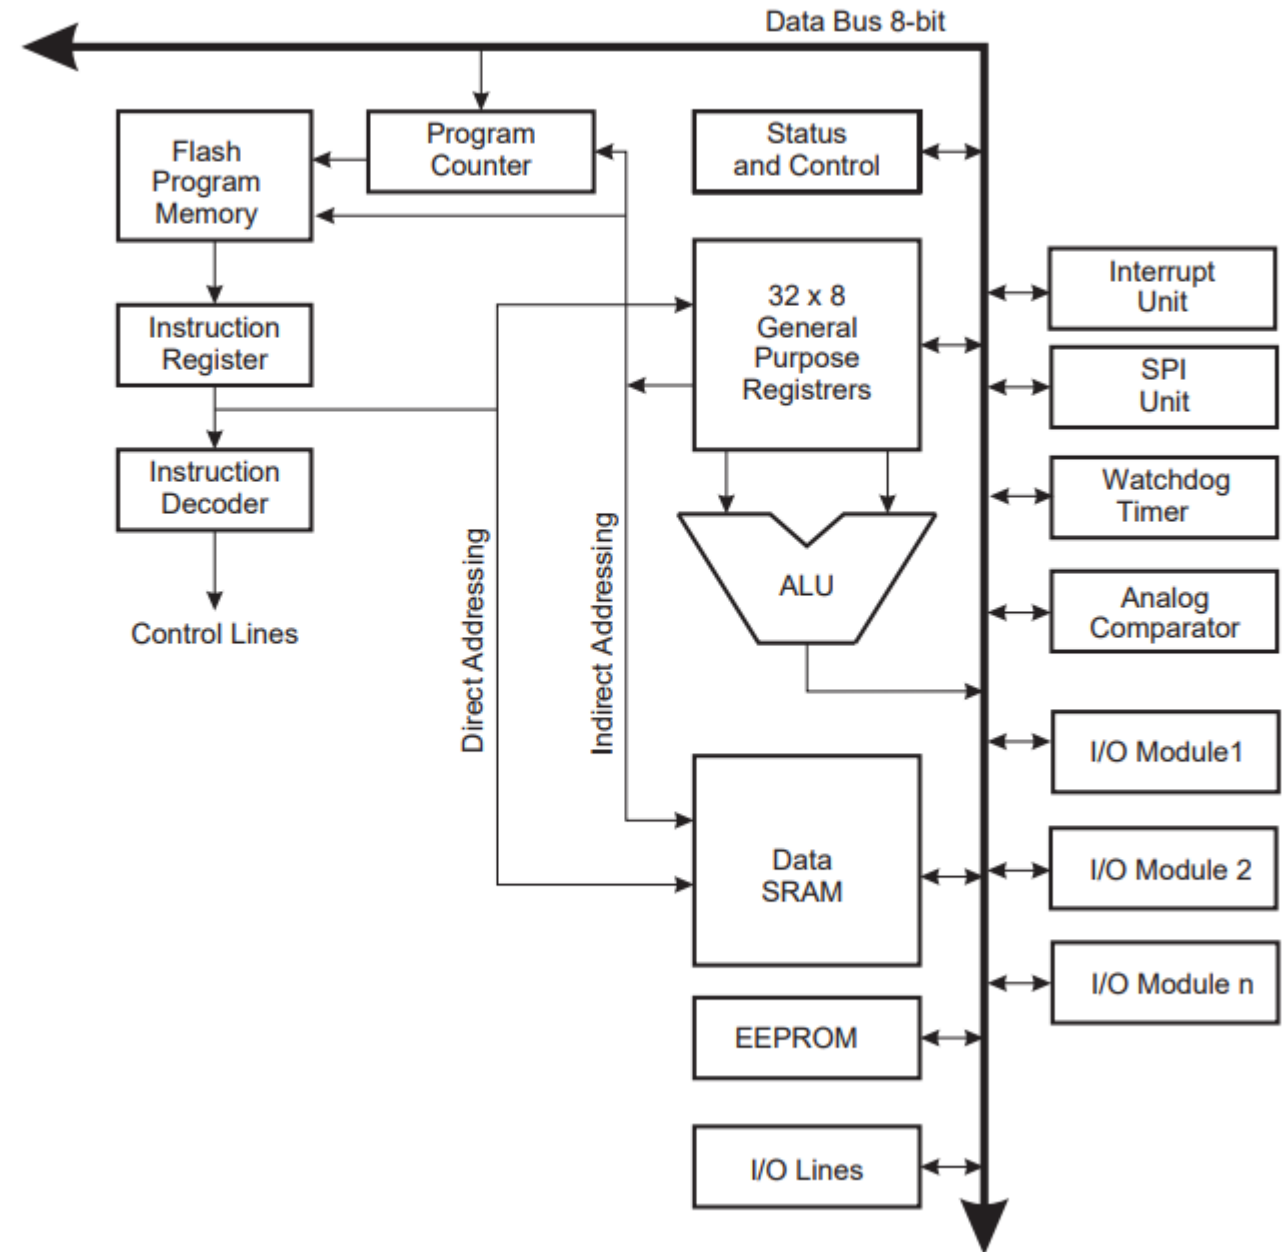 Data Bus 8-bit
Flash
Program
Memory
Program
Counter
Status
and Control
32 x 8
General
Purpose
Registrers
Interrupt
Unit
Instruction
Register
SPI
Unit
Instruction
Decoder
Watchdog
Timer
Control Lines
Direct Addressing
Indirect Addressing
ALU
Analog
Comparator
I/O Module1
Data
SRAM
I/O Module 2
I/O Module n
EEPROM
I/O Lines